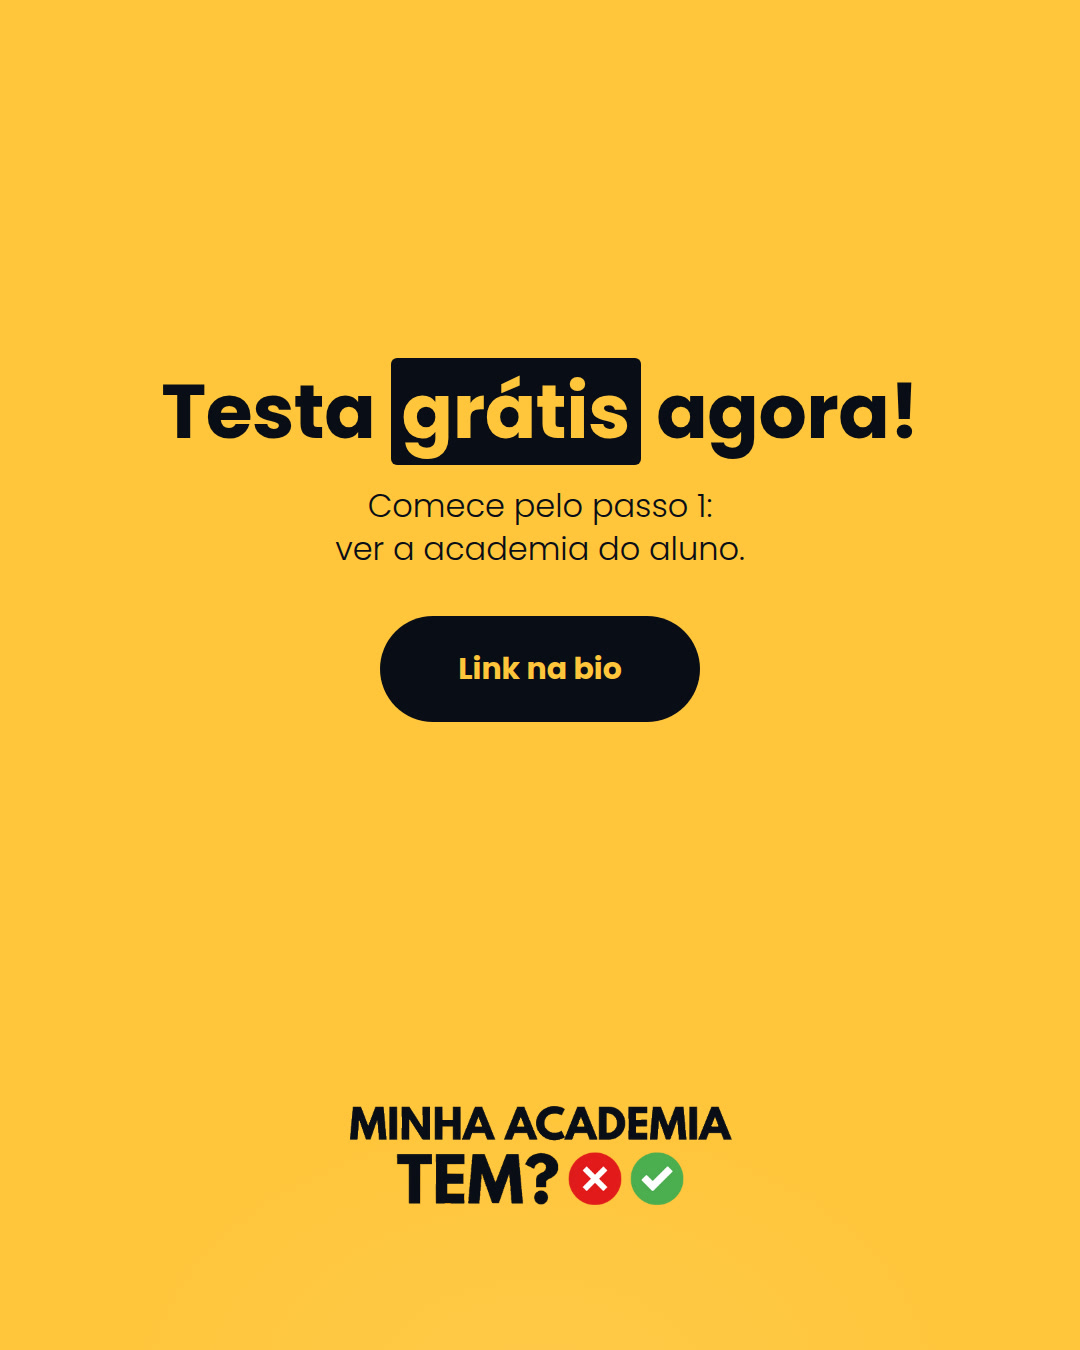 Testa grátis agora!
Comece pelo passo 1:
ver a academia do aluno.
Link na bio
MINHA ACADEMIA
TEM?